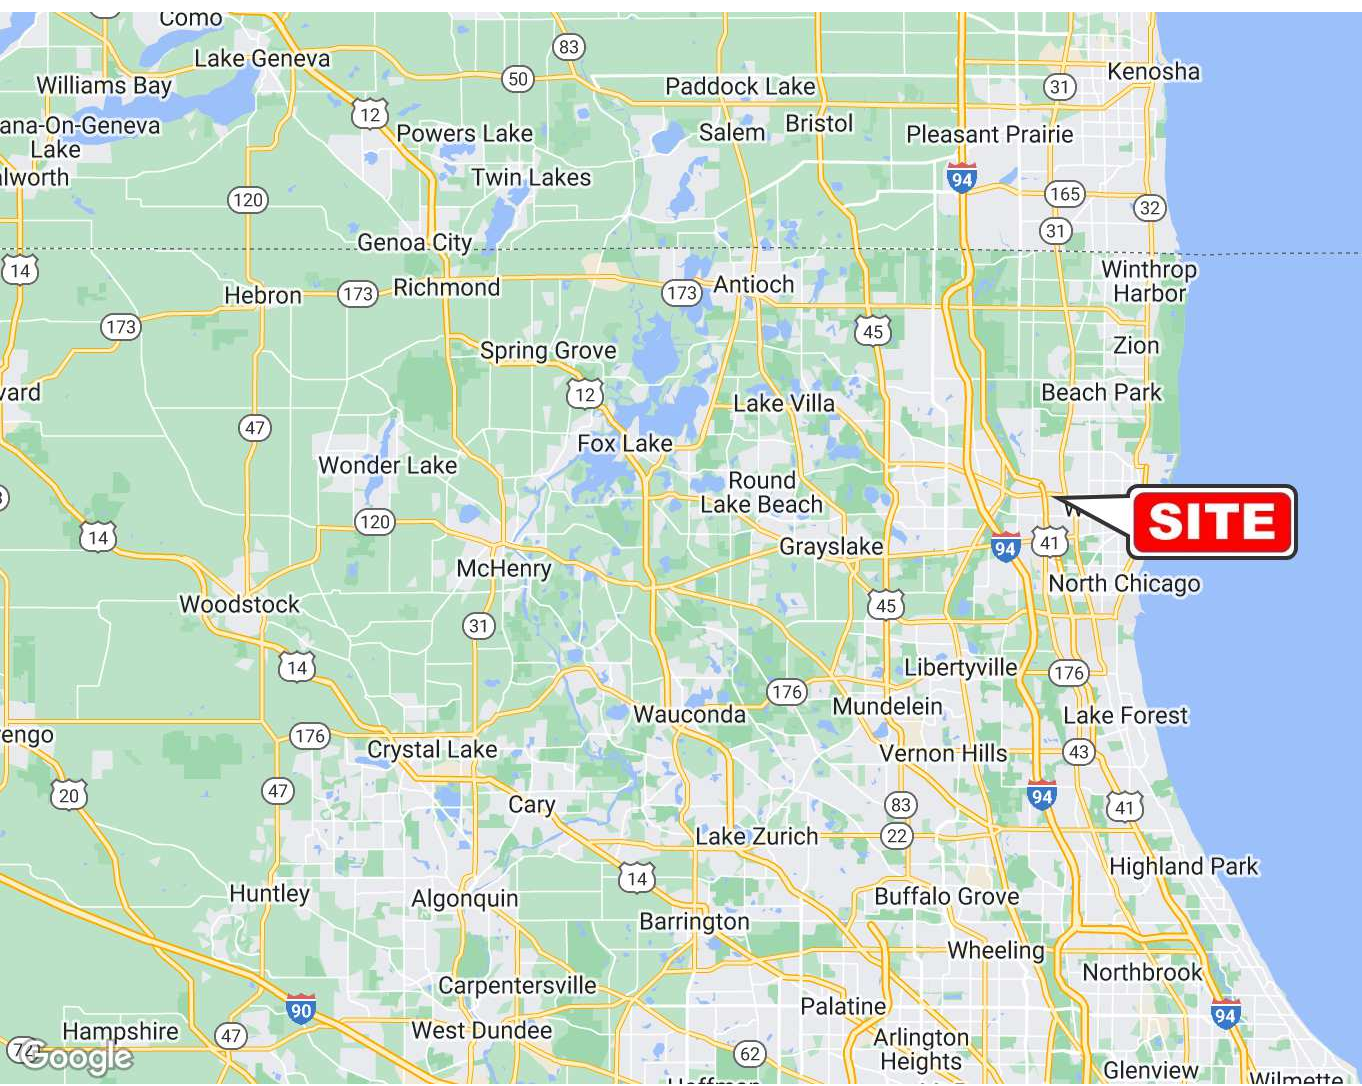 Como
Lake Geneva
83
50
Williams Bay
Paddock Lake
31
Kenosha
12
ana-On-Geneva
Lake
Powers Lake
Salem
Bristol
Pleasant Prairie
alworth
Twin Lakes
94
165
120
32
31
Genoa City
14
Winthrop
Harbor
Hebron
173
Richmond
173
Antioch
173
45
Zion
Spring Grove
vard
12
Beach Park
Lake Villa
47
Fox Lake
Wonder Lake
Round
Lake Beach
W
SITE
120
14
Grayslake
94
41
McHenry
North Chicago
Woodstock
45
31
14
Libertyville
176
176
Mundelein
Wauconda
Lake Forest
engo
176
Crystal Lake
Vernon Hills
43
20
47
94
Cary
83
41
Lake Zurich
22
Highland Park
14
Huntley
Algonquin
Buffalo Grove
Barrington
Wheeling
Northbrook
Carpentersville
90
Palatine
94
Hampshire
47
West Dundee
Arlington
Heights
Google
62
Glenview
Wilmette